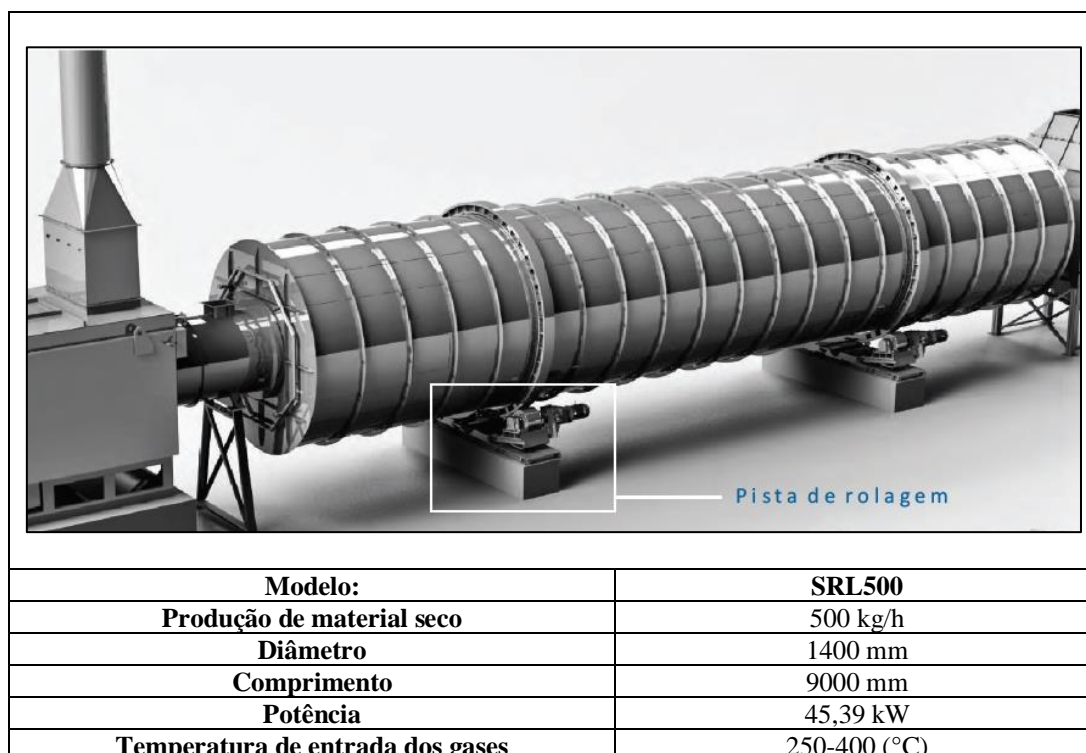 Pista de rolagem
Modelo: SRL500
Produção de material seco 500 kg/h
Diâmetro 1400 mm
Comprimento 9000 mm
Potência 45,39 kW
Temperatura de entrada dos gases 250-400 (°C)